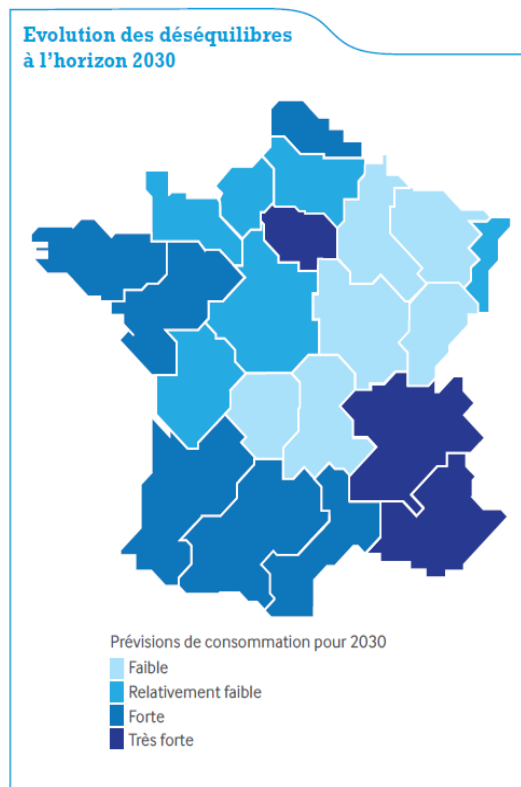 Evolution des déséquilibres
à l'horizon 2030
Prévisions de consommation pour 2030
Faible
Relativement faible
Forte
Très forte